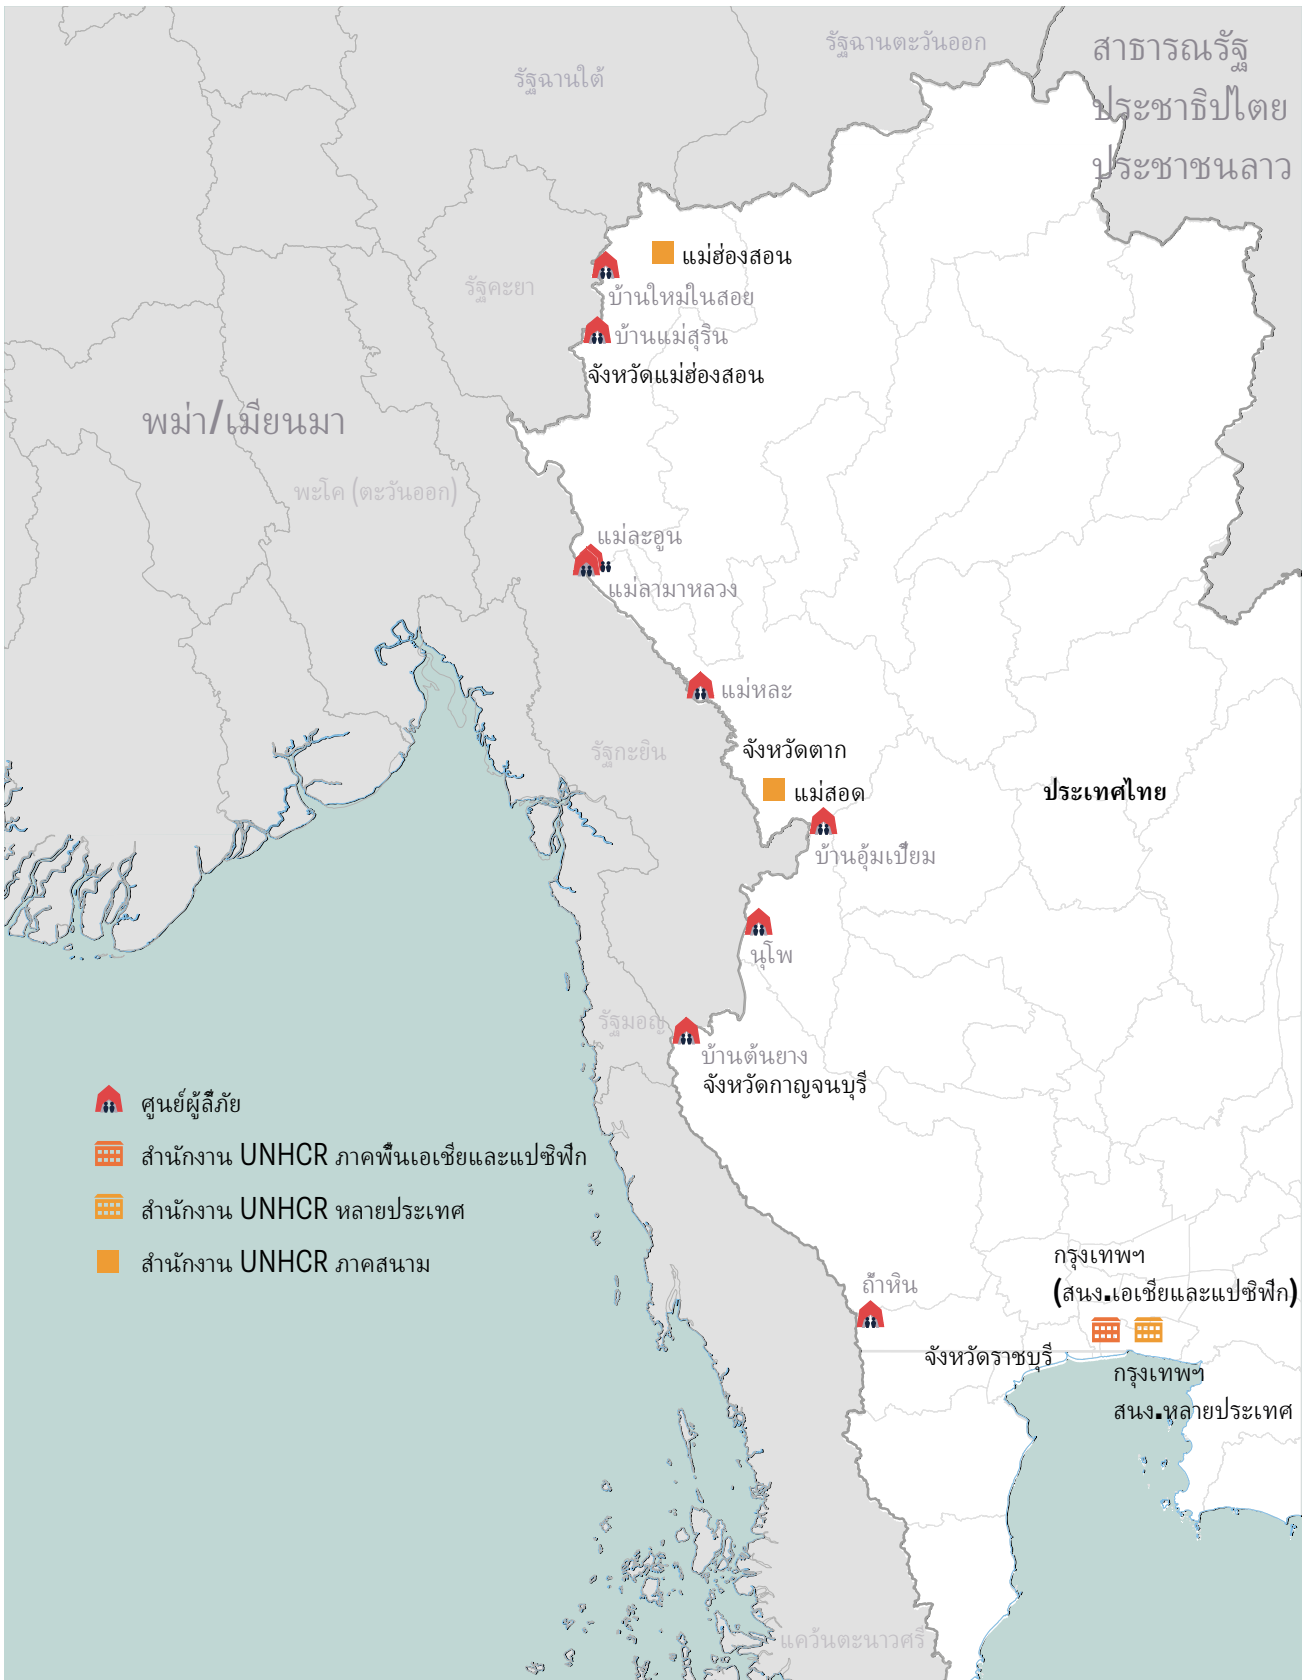 รัฐฉานตะวันออก
สาธารณรัฐ
ประชาธิปไตย
ประชาชนลาว
รัฐฉานใต้
แม่ฮ่องสอน
รัฐคะยา
บ้านใหม่ในสอย
บ้านแม่สุริน
จังหวัดแม่ฮ่องสอน
พม่า/เมียนมา
พะโค (ตะวันออก)
แม่ละอูน
แม่ลามาหลวง
แม่หละ
รัฐกะยิน
จังหวัดตาก
แม่สอด
ประเทศไทย
บ้านอุ้มเปี้ยม
นุโพ
รัฐมอญ
บ้านต้นยาง
จังหวัดกาญจนบุรี
ศูนย์ผู้ลี้ภัย
สำนักงาน UNHCR ภาคพื้นเอเชียและแปซิฟิก
สำนักงาน UNHCR หลายประเทศ
สำนักงาน UNHCR ภาคสนาม
กรุงเทพฯ
(สนง.เอเชียและแปซิฟิก)
ถ้ำหิน
จังหวัดราชบุรี
กรุงเทพฯ
สนง.หลายประเทศ
แคว้นตะนาวศรี